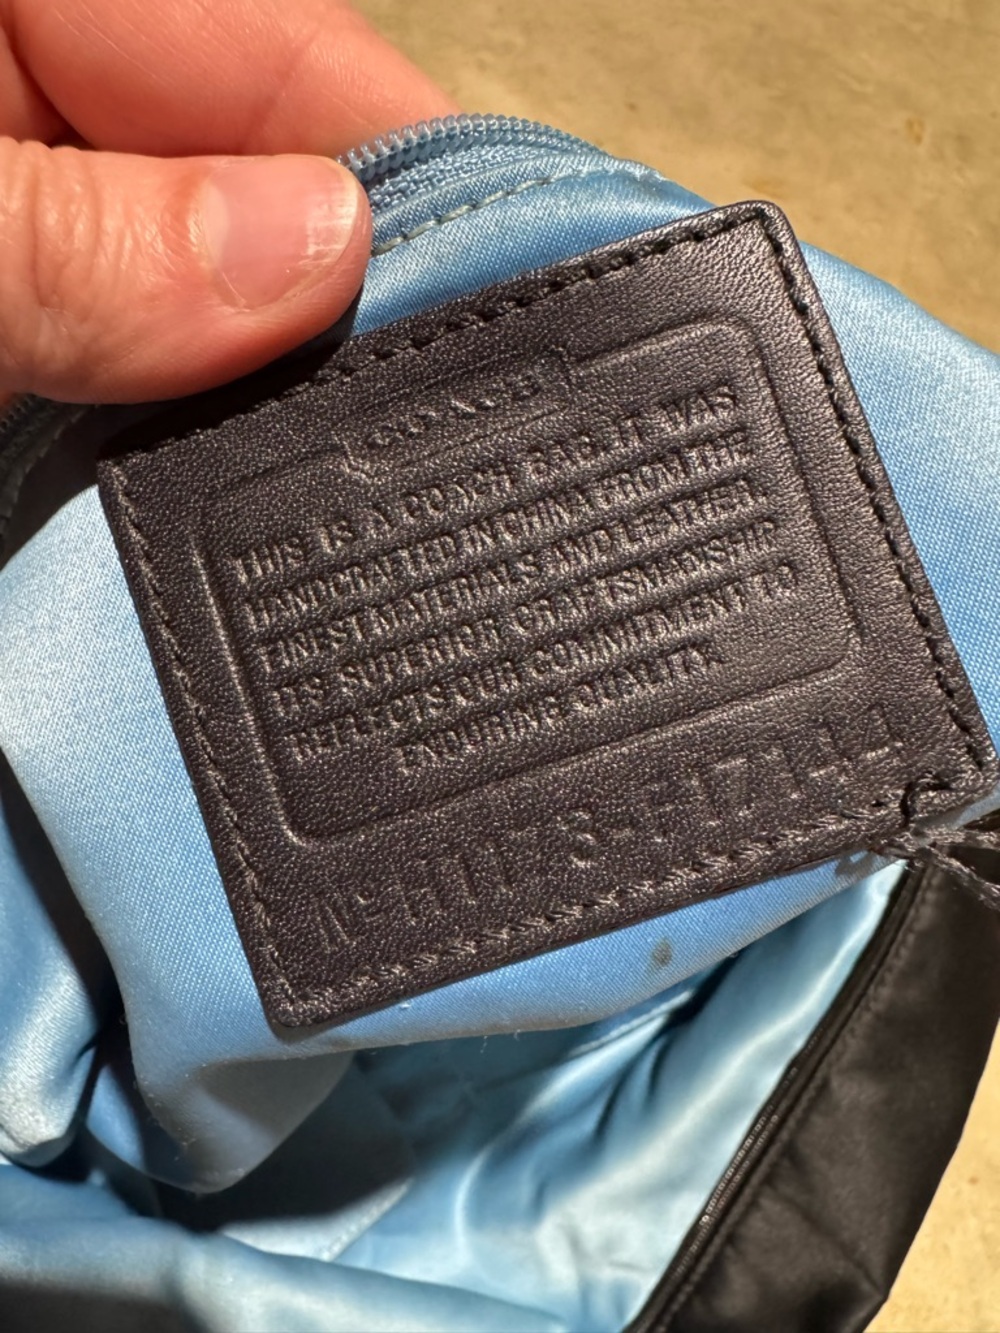 COACH
THIS IS A COACH BAG. IT WAS
HANDCRAFTED IN CHINA FROM THE
FINEST MATERIALS AND LEATHER.
ITS SUPERIOR CRAFTSMANSHIP
REFLECTS OUR COMMITMENT TO
ENDURING QUALITY.